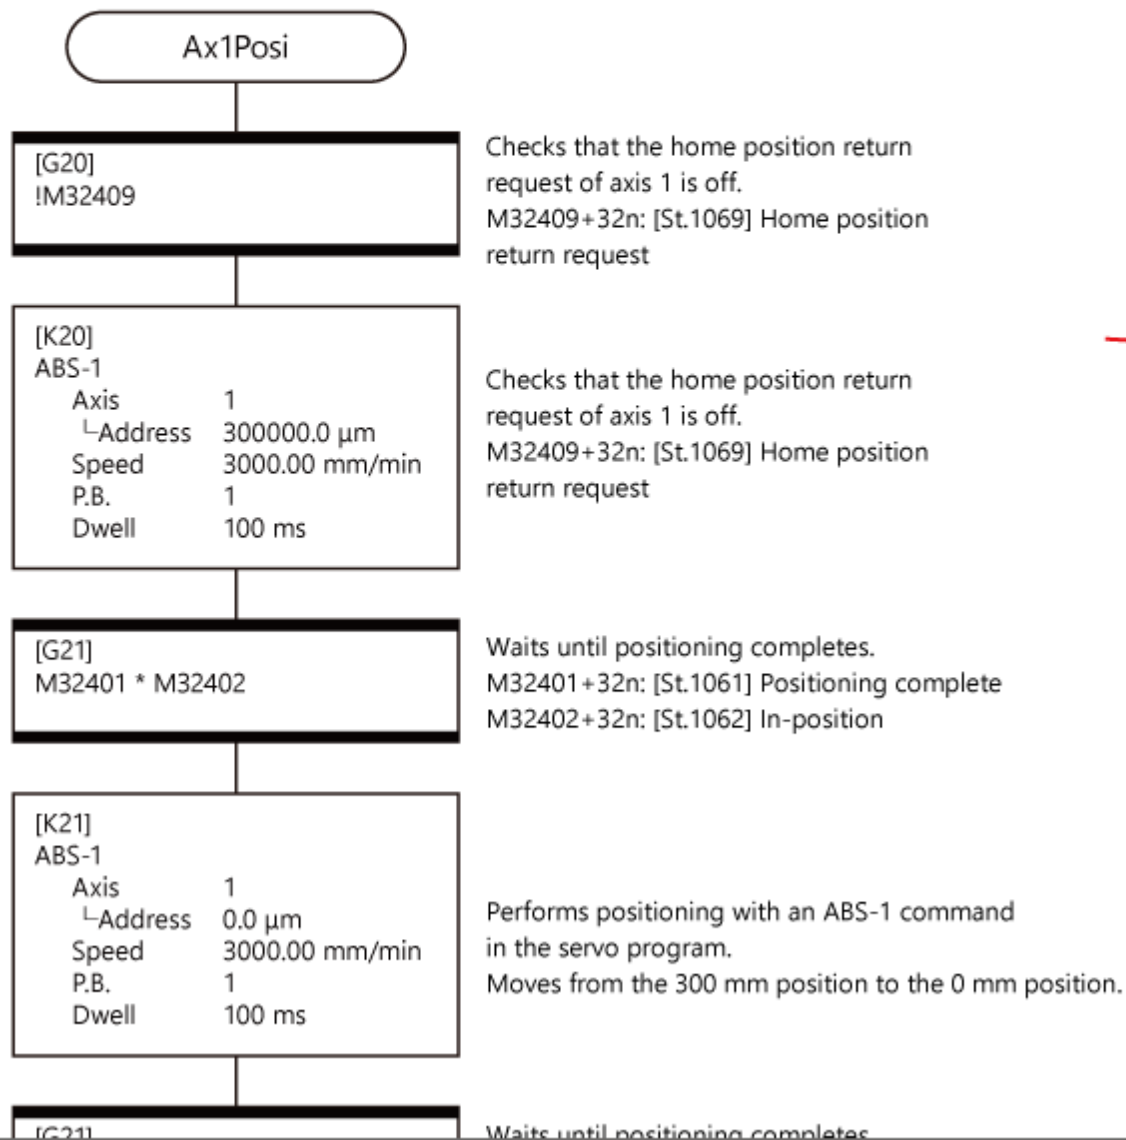 Ax1Posi
[G20]
!M32409
Checks that the home position return
request of axis 1 is off.
M32409+32n: [St.1069] Home position
return request
[K20]
ABS-1
Axis 1
└Address 300000.0 μm
Speed 3000.00 mm/min
P.B. 1
Dwell 100 ms
Checks that the home position return
request of axis 1 is off.
M32409+32n: [St.1069] Home position
return request
[G21]
M32401 * M32402
Waits until positioning completes.
M32401+32n: [St.1061] Positioning complete
M32402+32n: [St.1062] In-position
[K21]
ABS-1
Axis 1
└Address 0.0 μm
Speed 3000.00 mm/min
P.B. 1
Dwell 100 ms
Performs positioning with an ABS-1 command
in the servo program.
Moves from the 300 mm position to the 0 mm position.
[G21]
Waits until positioning completes